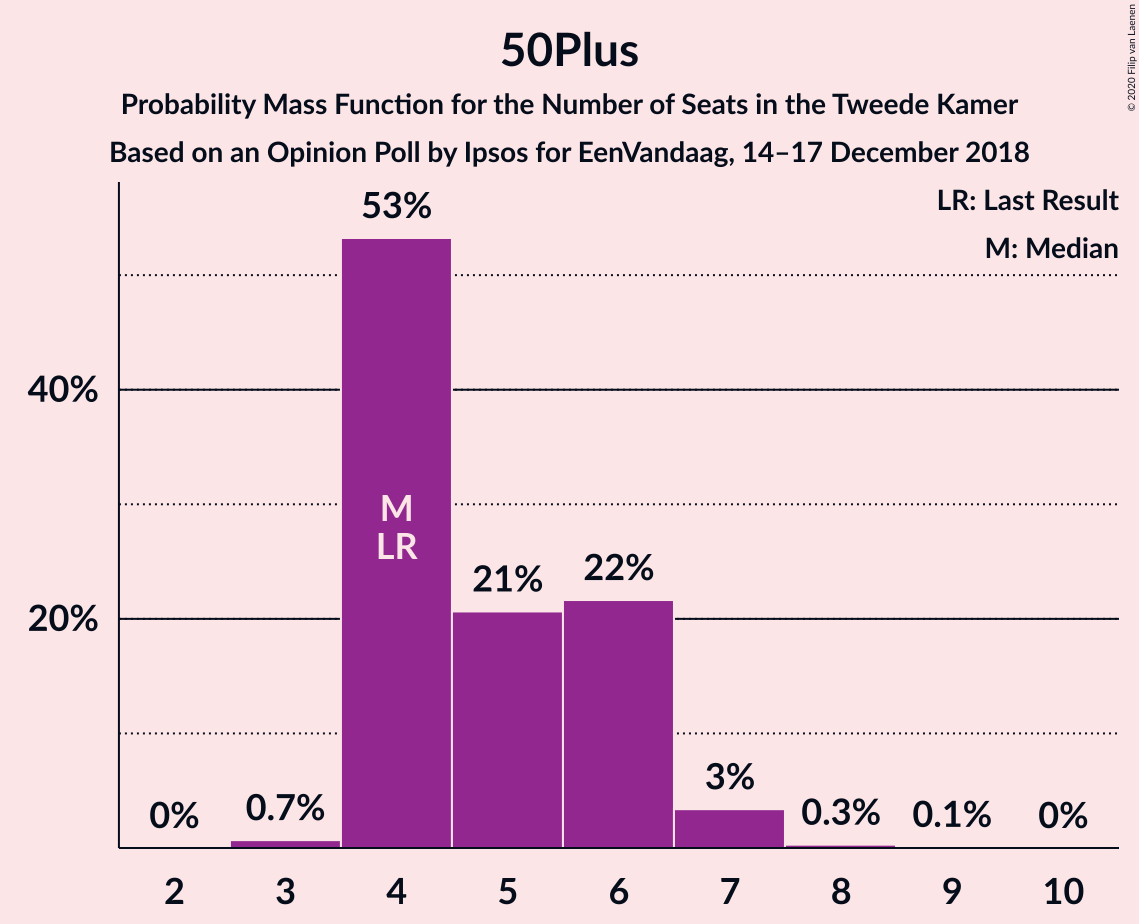 50Plus
Probability Mass Function for the Number of Seats in the Tweede Kamer
Based on an Opinion Poll by Ipsos for EenVandaag, 14–17 December 2018
© 2020 Filip van Laenen
LR: Last Result
M: Median
53%
40%
M
LR
22%
21%
20%
3%
0% 0.7% 0.3% 0.1% 0%
2 3 4 5 6 7 8 9 10